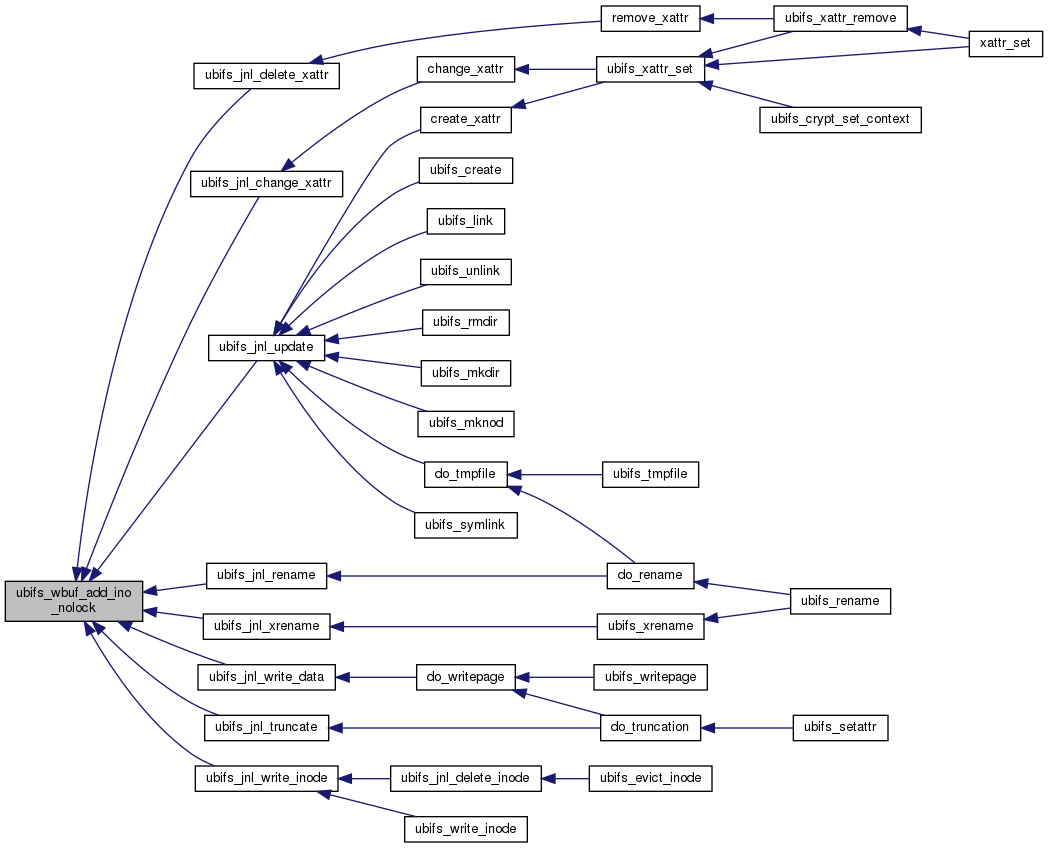 remove_xattr
ubifs_xattr_remove
xattr_set
ubifs_jnl_delete_xattr
change_xattr
ubifs_xattr_set
create_xattr
ubifs_crypt_set_context
ubifs_create
ubifs_jnl_change_xattr
ubifs_link
ubifs_unlink
ubifs_rmdir
ubifs_jnl_update
ubifs_mkdir
ubifs_mknod
do_tmpfile
ubifs_tmpfile
ubifs_symlink
ubifs_wbuf_add_ino
_nolock
ubifs_jnl_rename
do_rename
ubifs_rename
ubifs_jnl_xrename
ubifs_xrename
ubifs_jnl_write_data
do_writepage
ubifs_writepage
ubifs_jnl_truncate
do_truncation
ubifs_setattr
ubifs_jnl_write_inode
ubifs_jnl_delete_inode
ubifs_evict_inode
ubifs_write_inode